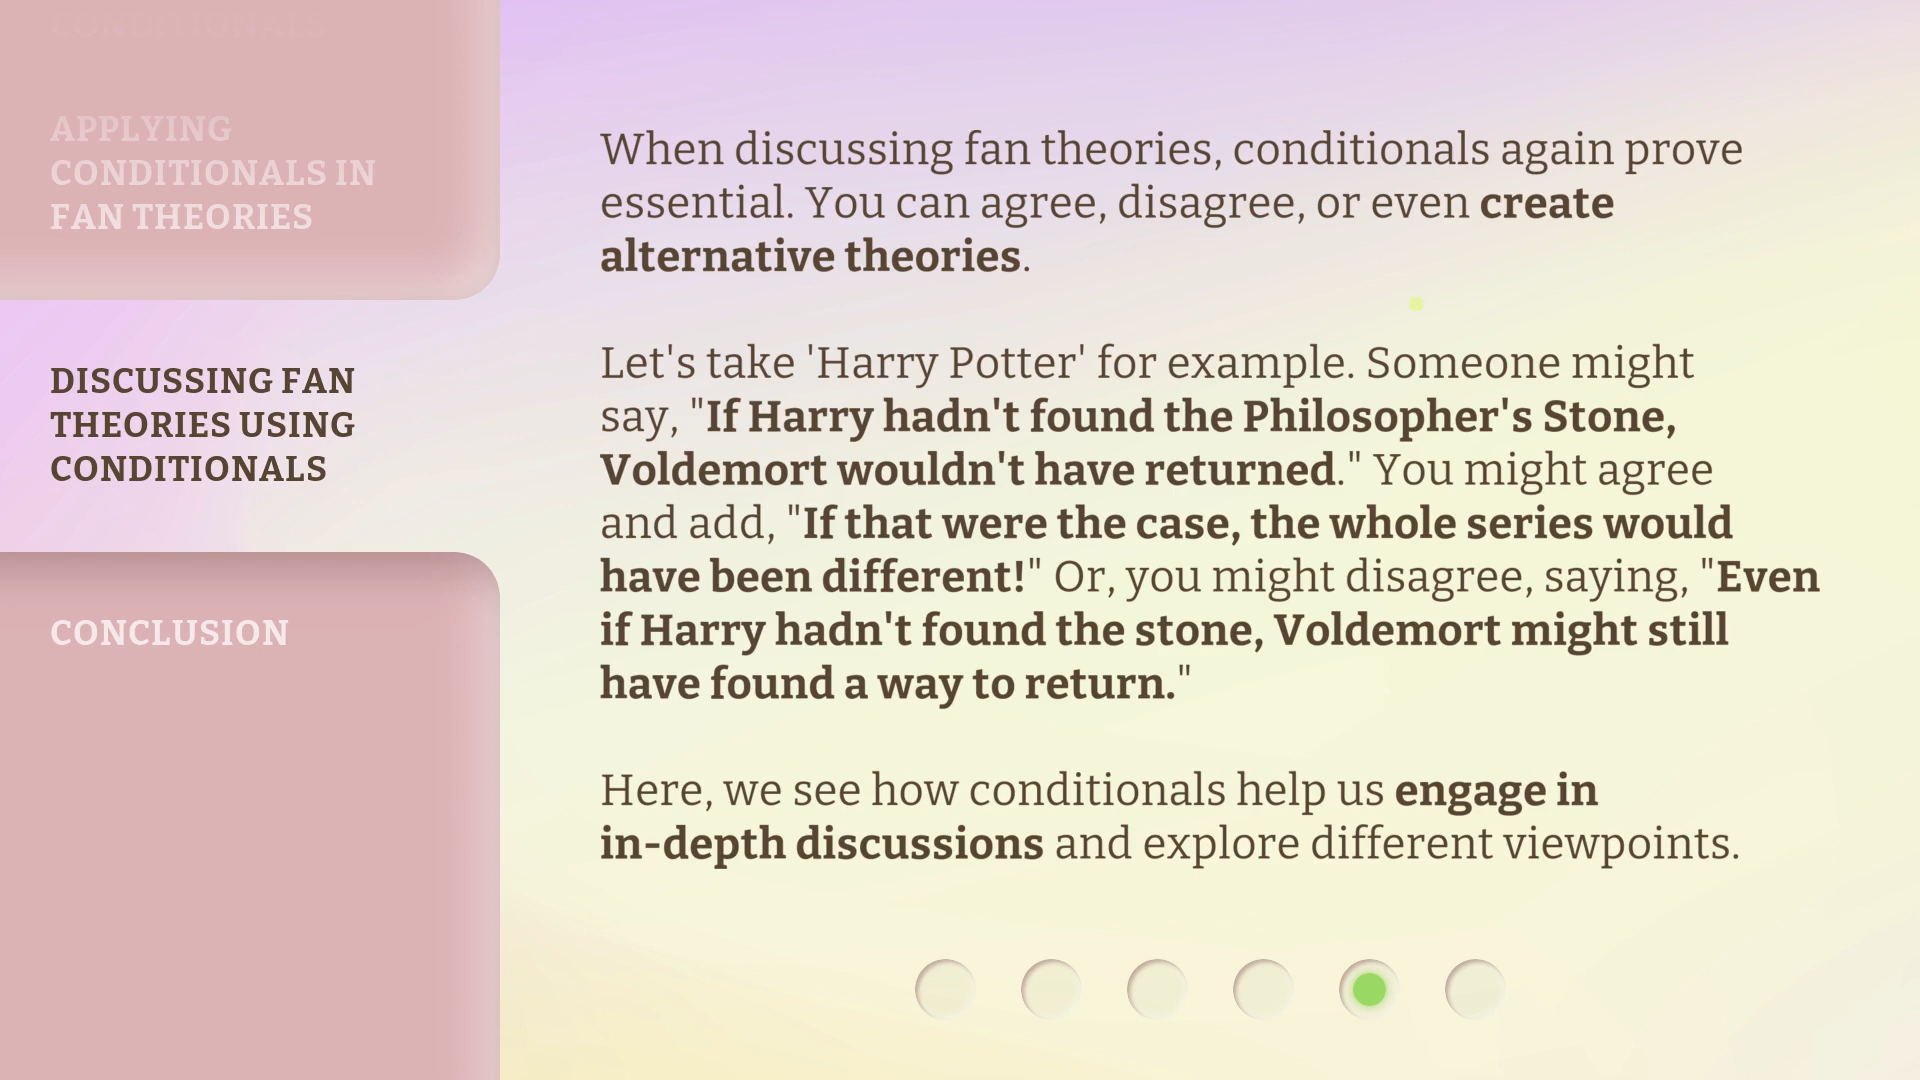 CONDITIONALS
APPLYING
CONDITIONALS IN
FAN THEORIES
DISCUSSING FAN
THEORIES USING
CONDITIONALS
CONCLUSION
When discussing fan theories, conditionals again prove
essential. You can agree, disagree, or even create
alternative theories.
Let's take 'Harry Potter' for example. Someone might
say, "If Harry hadn't found the Philosopher's Stone,
Voldemort wouldn't have returned." You might agree
and add, "If that were the case, the whole series would
have been different!" Or, you might disagree, saying, "Even
if Harry hadn't found the stone, Voldemort might still
have found a way to return."
Here, we see how conditionals help us engage in
in-depth discussions and explore different viewpoints.